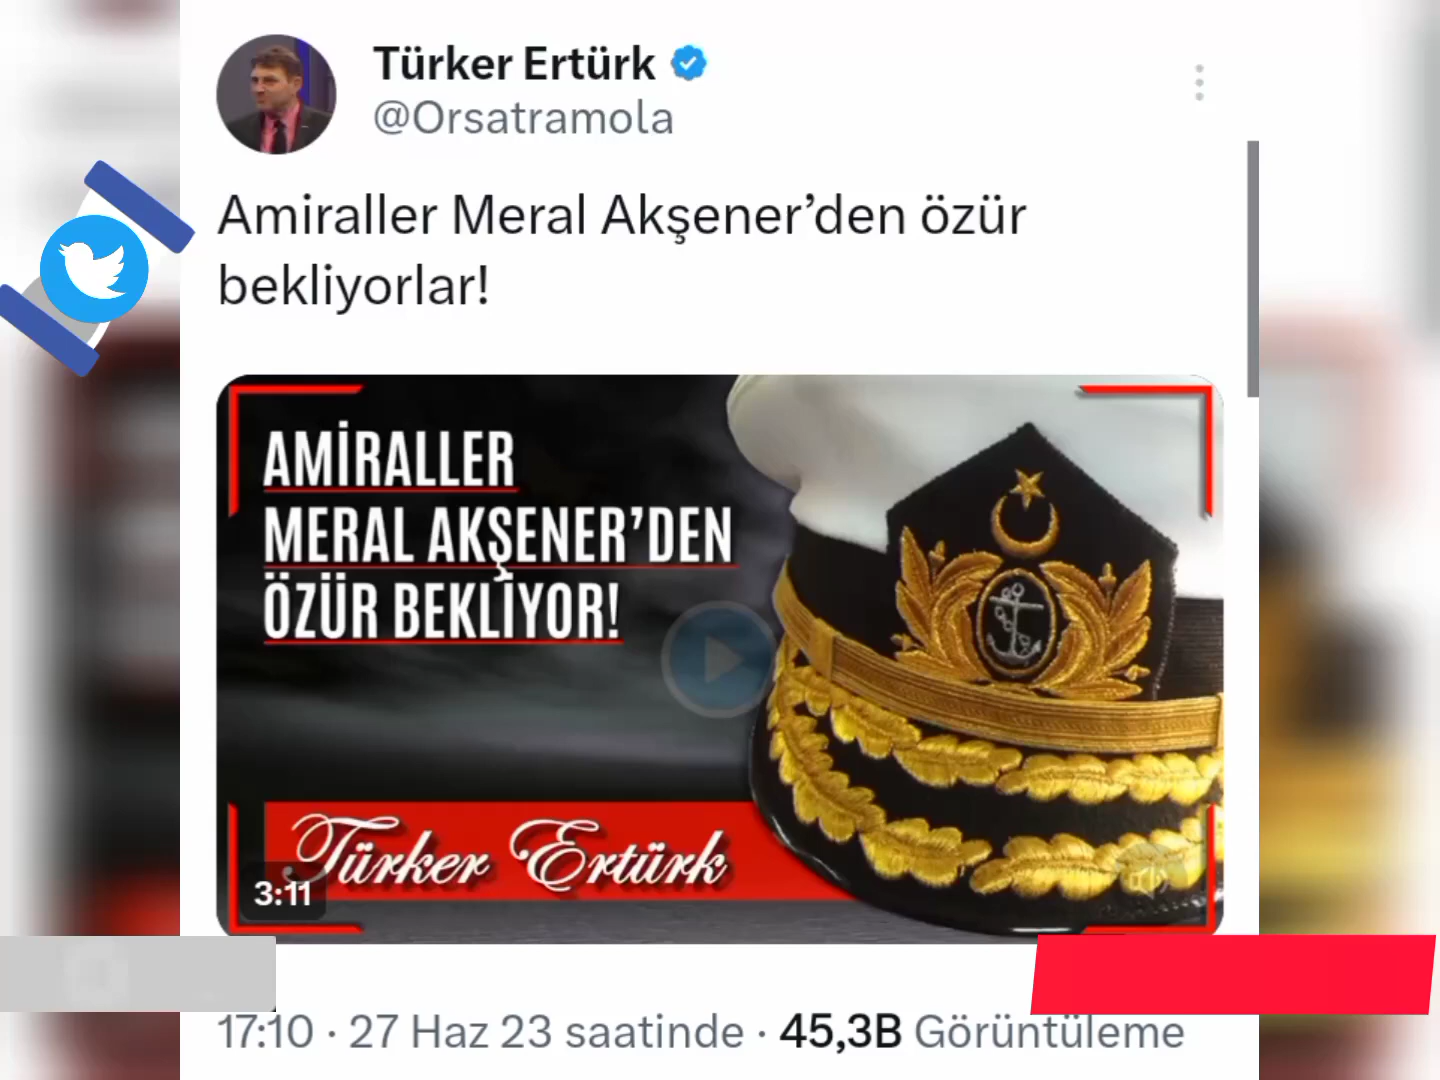 Türker Ertürk
@Orsatramola
Amiraller Meral Akşener’den özür
bekliyorlar!
AMİRALLER
MERAL AKŞENER’DEN
ÖZÜR BEKLİYOR!
Türker Ertürk
3:11
17:10 · 27 Haz 23 saatinde · 45,3B Görüntüleme